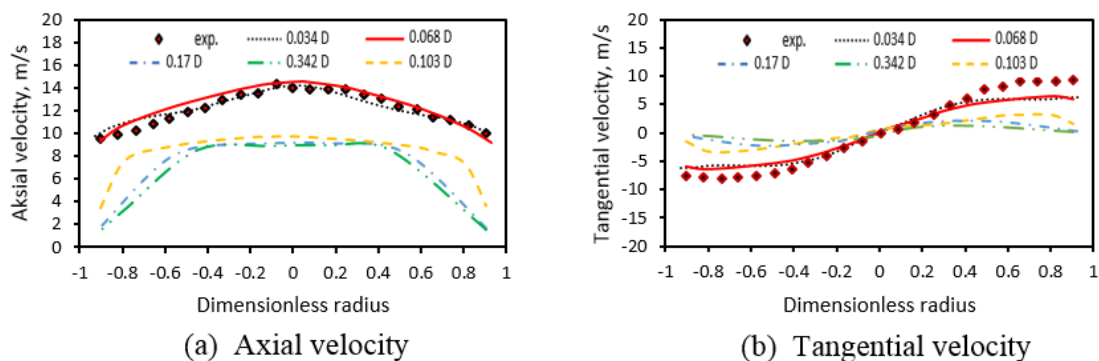 Aksial velocity, m/s
20
18
16
14
12
10
8
6
4
2
0
exp. 0.034 D 0.068 D
0.17 D 0.342 D 0.103 D
-1 -0.8 -0.6 -0.4 -0.2 0 0.2 0.4 0.6 0.8 1
Dimensionless radius
(a) Axial velocity
Tangential velocity, m/s
20
15
10
5
0
-5
-10
-15
-20
exp. 0.034 D 0.068 D
0.17 D 0.342 D 0.103 D
-1 -0.8 -0.6 -0.4 -0.2 0 0.2 0.4 0.6 0.8 1
Dimensionless radius
(b) Tangential velocity